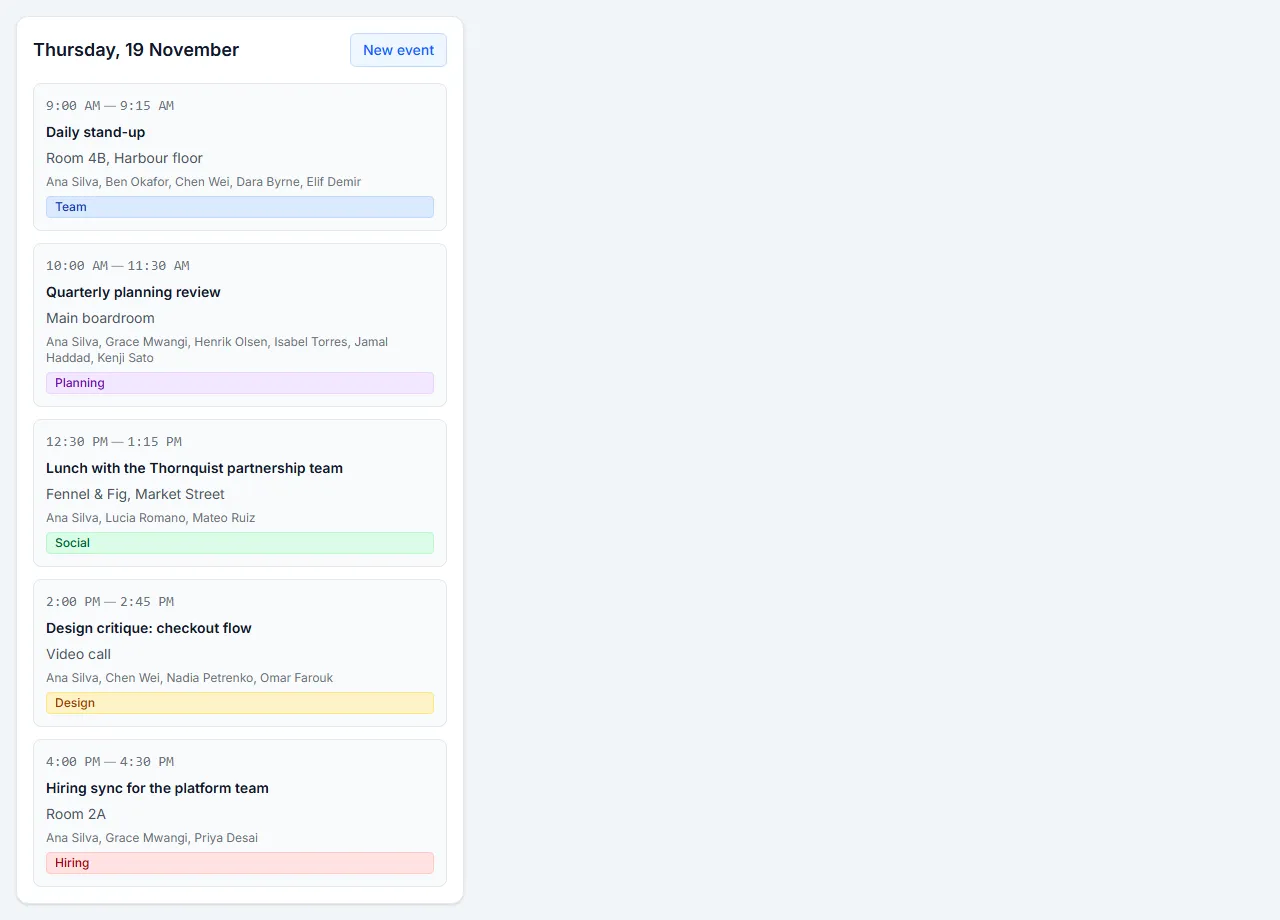 Thursday, 19 November
New event
9:00 AM — 9:15 AM
Daily stand-up
Room 4B, Harbour floor
Ana Silva, Ben Okafor, Chen Wei, Dara Byrne, Elif Demir
Team
10:00 AM — 11:30 AM
Quarterly planning review
Main boardroom
Ana Silva, Grace Mwangi, Henrik Olsen, Isabel Torres, Jamal
Haddad, Kenji Sato
Planning
12:30 PM — 1:15 PM
Lunch with the Thornquist partnership team
Fennel & Fig, Market Street
Ana Silva, Lucia Romano, Mateo Ruiz
Social
2:00 PM — 2:45 PM
Design critique: checkout flow
Video call
Ana Silva, Chen Wei, Nadia Petrenko, Omar Farouk
Design
4:00 PM — 4:30 PM
Hiring sync for the platform team
Room 2A
Ana Silva, Grace Mwangi, Priya Desai
Hiring